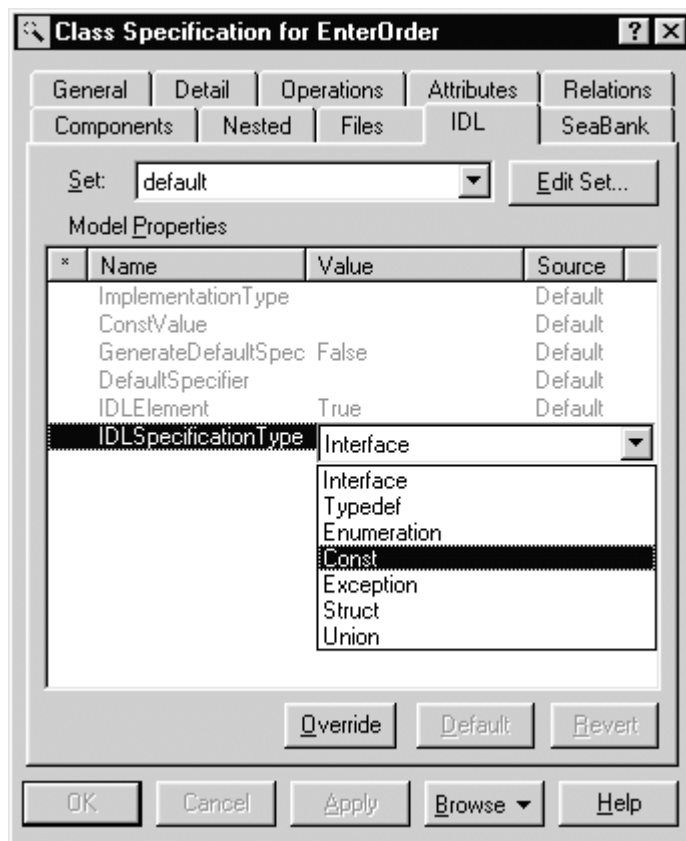 Class Specification for EnterOrder ? X
General Detail Operations Attributes Relations
Components Nested Files IDL SeaBank
Set: default Edit Set...
Model Properties
* Name Value Source
ImplementationType Default
ConstValue Default
GenerateDefaultSpec False Default
DefaultSpecifier Default
IDLElement True Default
IDLSpecificationType Interface
Interface
Typedef
Enumeration
Const
Exception
Struct
Union
Override Default Revert
OK Cancel Apply Browse Help